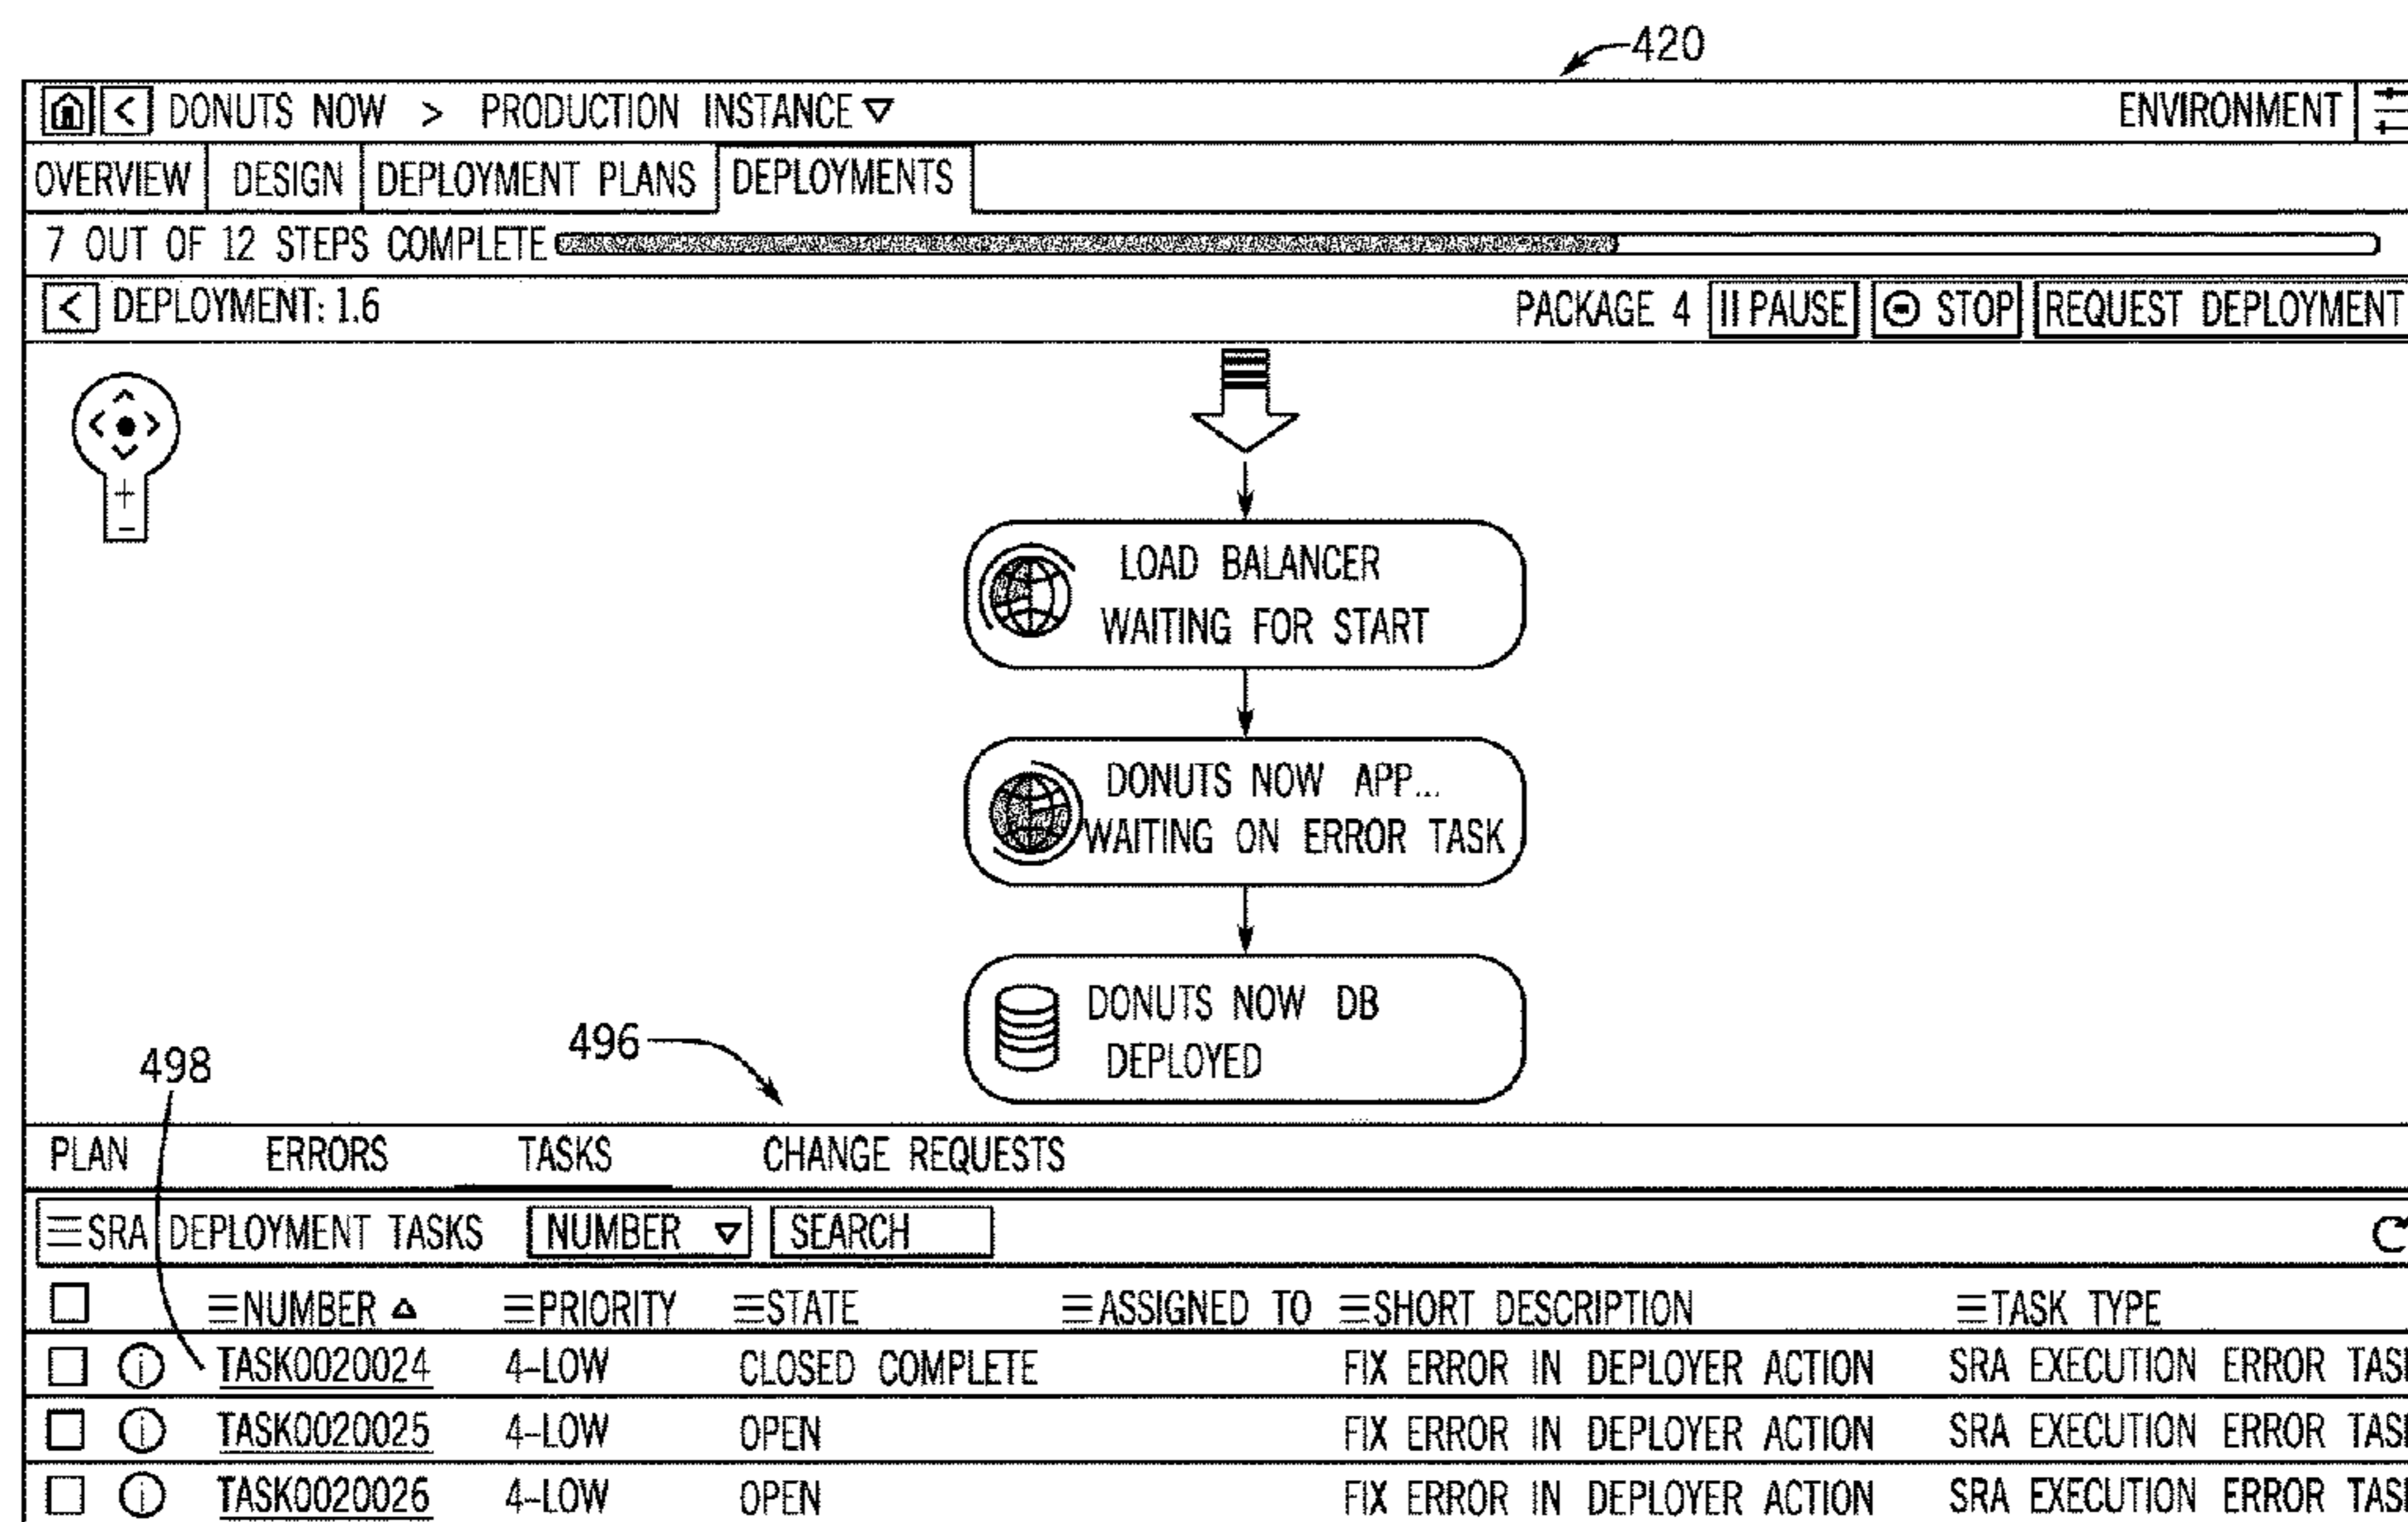 420
DONUTS NOW > PRODUCTION INSTANCE ENVIRONMENT
OVERVIEW DESIGN DEPLOYMENT PLANS DEPLOYMENTS
7 OUT OF 12 STEPS COMPLETE
< DEPLOYMENT: 1.6 PACKAGE 4 PAUSE STOP REQUEST DEPLOYMENT
+
–
LOAD BALANCER
WAITING FOR START
DONUTS NOW APP...
WAITING ON ERROR TASK
DONUTS NOW DB
DEPLOYED
496
498
PLAN ERRORS TASKS CHANGE REQUESTS
SRA DEPLOYMENT TASKS NUMBER SEARCH
NUMBER PRIORITY STATE ASSIGNED TO SHORT DESCRIPTION TASK TYPE
TASK0020024 4-LOW CLOSED COMPLETE FIX ERROR IN DEPLOYER ACTION SRA EXECUTION ERROR TAS
TASK0020025 4-LOW OPEN FIX ERROR IN DEPLOYER ACTION SRA EXECUTION ERROR TAS
TASK0020026 4-LOW OPEN FIX ERROR IN DEPLOYER ACTION SRA EXECUTION ERROR TAS